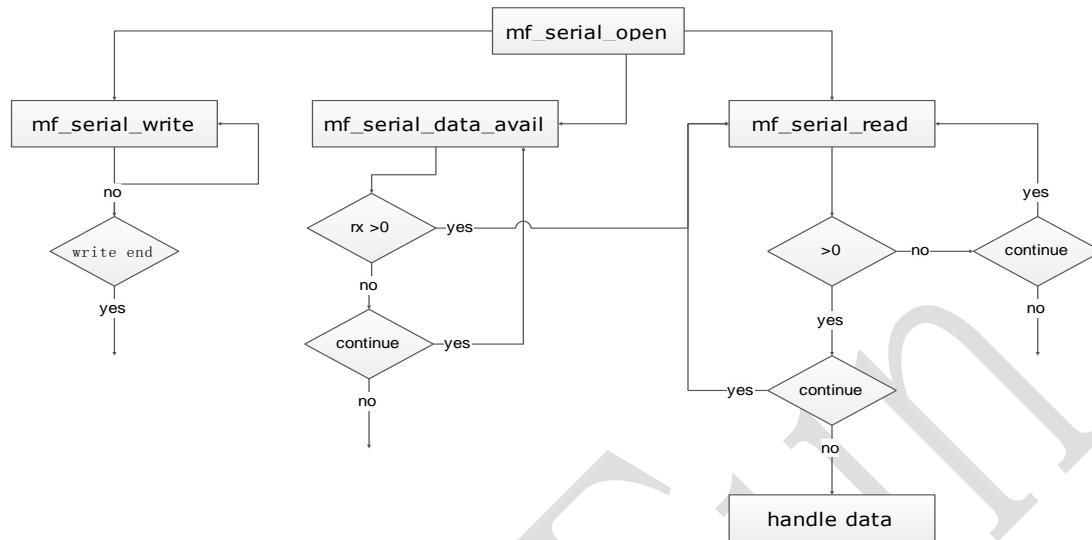 mf_serial_open
mf_serial_write
mf_serial_data_avail
mf_serial_read
no
yes
rx >0
yes
write end
>0
no
continue
yes
no
no
yes
continue
yes
yes
continue
no
no
handle data